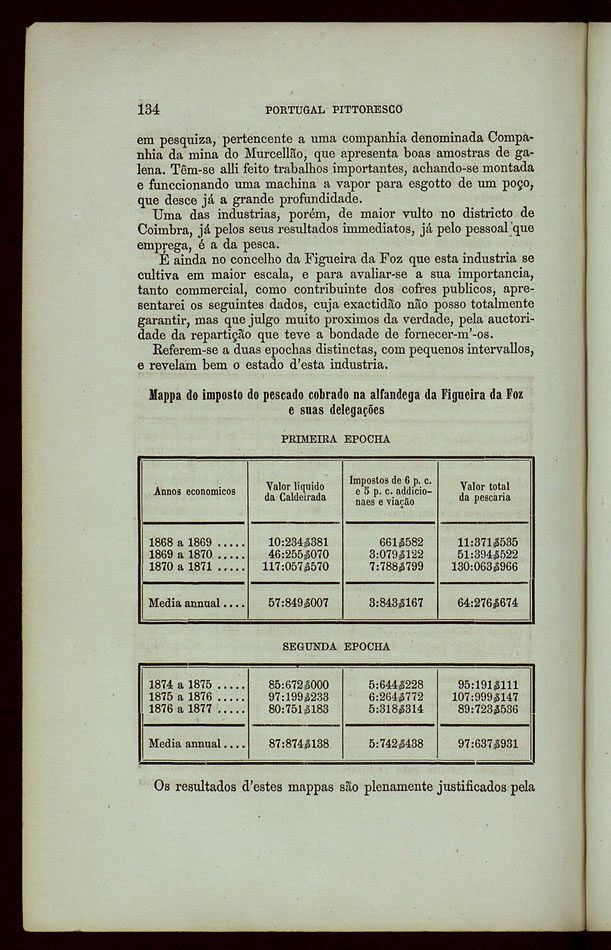 134 PORTUGAL PITTORESCO
em pesquiza, pertencente a uma companhia denominada Compa-
nhia da mina do Murcellão, que apresenta boas amostras de ga-
lena. Têm-se alli feito trabalhos importantes, achando-se montada
e funccionando uma machina a vapor para esgotto de um poço,
que desce já a grande profundidade.
Uma das industrias, porém, de maior vulto no districto de
Coimbra, já pelos seus resultados immediatos, já pelo pessoal que
emprega, é a da pesca.
É ainda no concelho da Figueira da Foz que esta industria se
cultiva em maior escala, e para avaliar-se a sua importancia,
tanto commercial, como contribuinte dos cofres publicos, apre-
sentarei os seguintes dados, cuja exactidão não posso totalmente
garantir, mas que julgo muito proximos da verdade, pela auctori-
dade da repartição que teve a bondade de fornecer-m'-os.
Referem-se a duas epochas distinctas, com pequenos intervallos,
e revelam bem o estado d'esta industria.
Mappa do imposto do pescado cobrado na alfandega da Figueira da Foz
e suas delegações
PRIMEIRA EPOCHA
Annos economicos
Valor liquido
da Caldeirada
Impostos de 6 p. c.
e 5 p. c. addicio-
naes e viação
Valor total
da pescaria
1868 a 1869 ..... 10:234$381 661$582 11:371$535
1869 a 1870 ..... 46:255$070 3:079$122 51:394$522
1870 a 1871 ..... 117:057$570 7:788$799 130:063$966
Media annual.... 57:849$007 3:843$167 64:276$674
SEGUNDA EPOCHA
1874 a 1875 ..... 85:672$000 5:644$228 95:191$111
1875 a 1876 ..... 97:199$233 6:264$772 107:999$147
1876 a 1877 ..... 80:751$183 5:318$314 89:723$536
Media annual.... 87:874$138 5:742$438 97:637$931
Os resultados d'estes mappas são plenamente justificados pela